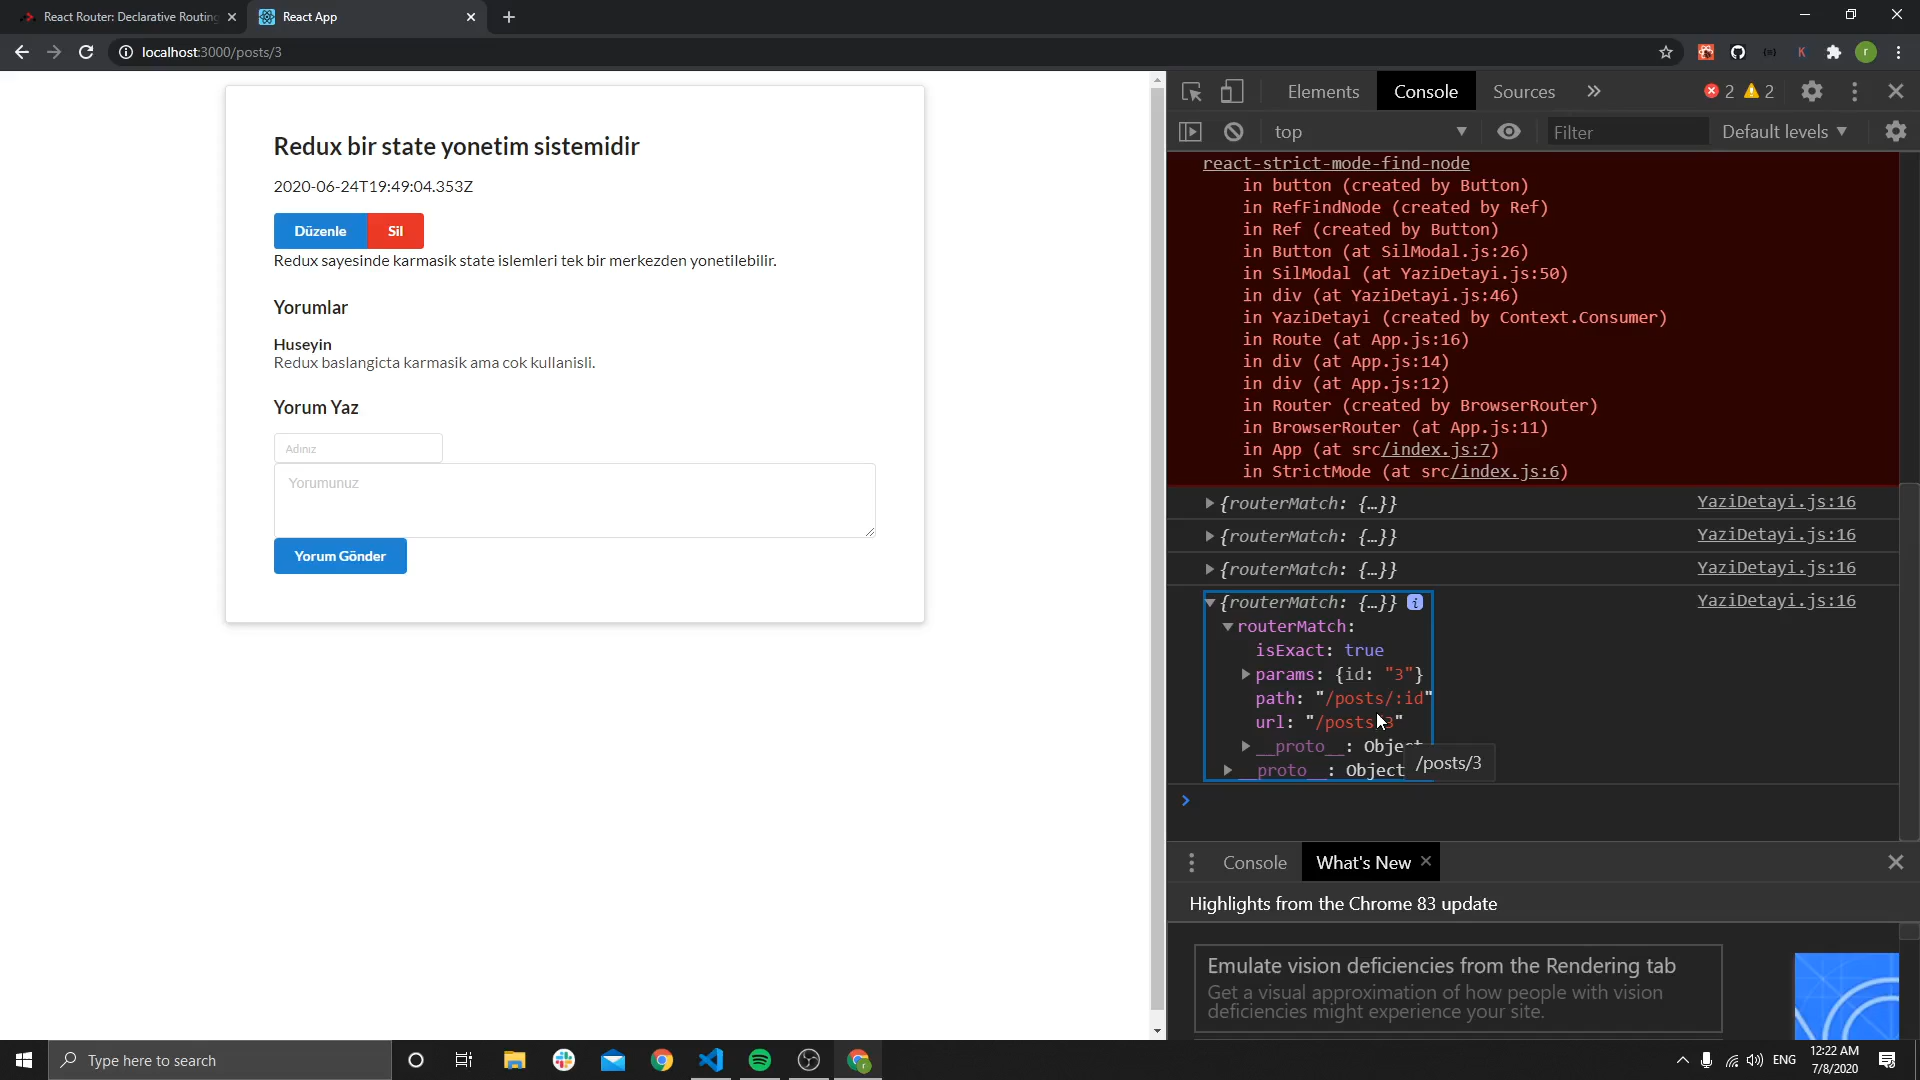 React Router: Declarative Routing
React App
localhost:3000/posts/3
Redux bir state yonetim sistemidir
2020-06-24T19:49:04.353Z
Düzenle
Sil
Redux sayesinde karmasik state islemleri tek bir merkezden yonetilebilir.
Yorumlar
Huseyin
Redux baslangicta karmasik ama cok kullanisli.
Yorum Yaz
Adınız
Yorumunuz
Yorum Gönder
Elements
Console
Sources
2
2
top
Filter
Default levels
react-strict-mode-find-node
in button (created by Button)
in RefFindNode (created by Ref)
in Ref (created by Button)
in Button (at SilModal.js:26)
in SilModal (at YaziDetayi.js:50)
in div (at YaziDetayi.js:46)
in YaziDetayi (created by Context.Consumer)
in Route (at App.js:16)
in div (at App.js:14)
in div (at App.js:12)
in Router (created by BrowserRouter)
in BrowserRouter (at App.js:11)
in App (at src/index.js:7)
in StrictMode (at src/index.js:6)
{routerMatch: {…}} YaziDetayi.js:16
{routerMatch: {…}} YaziDetayi.js:16
{routerMatch: {…}} YaziDetayi.js:16
{routerMatch: {…}} i YaziDetayi.js:16
routerMatch:
isExact: true
params: {id: "3"}
path: "/posts/:id"
url: "/posts/3"
__proto__: Object
__proto__: Object
/posts/3
Console
What's New
Highlights from the Chrome 83 update
Emulate vision deficiencies from the Rendering tab
Get a visual approximation of how people with vision
deficiencies might experience your site.
Type here to search
ENG
12:22 AM
7/8/2020